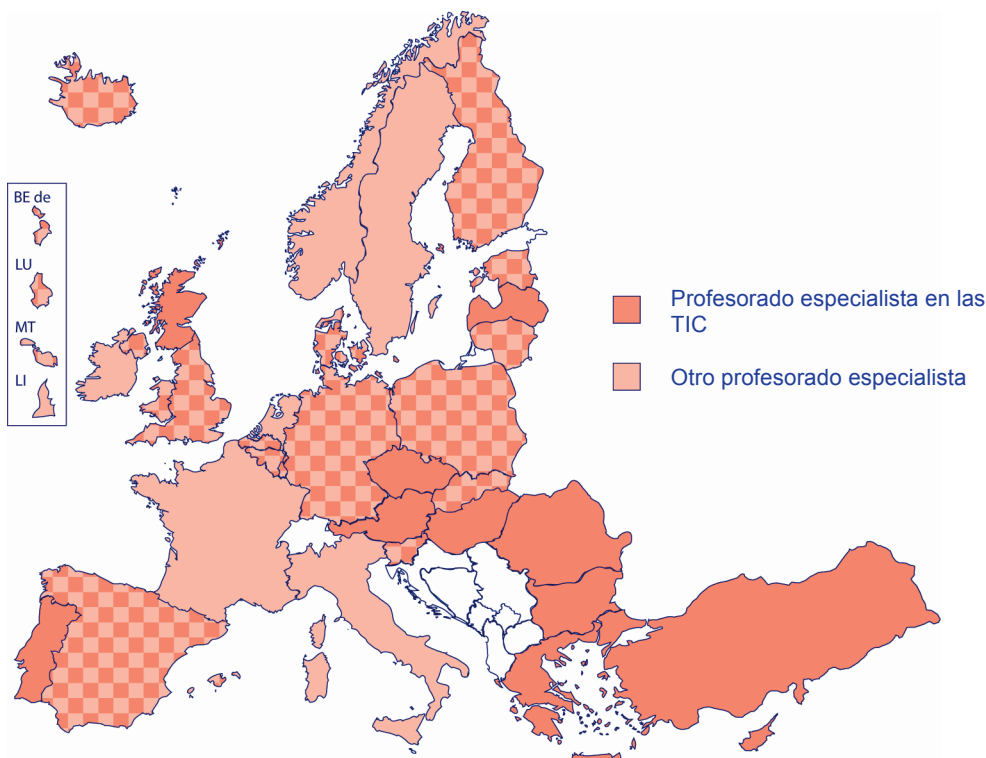 BE de
LU
MT
LI
Profesorado especialista en las
TIC
Otro profesorado especialista